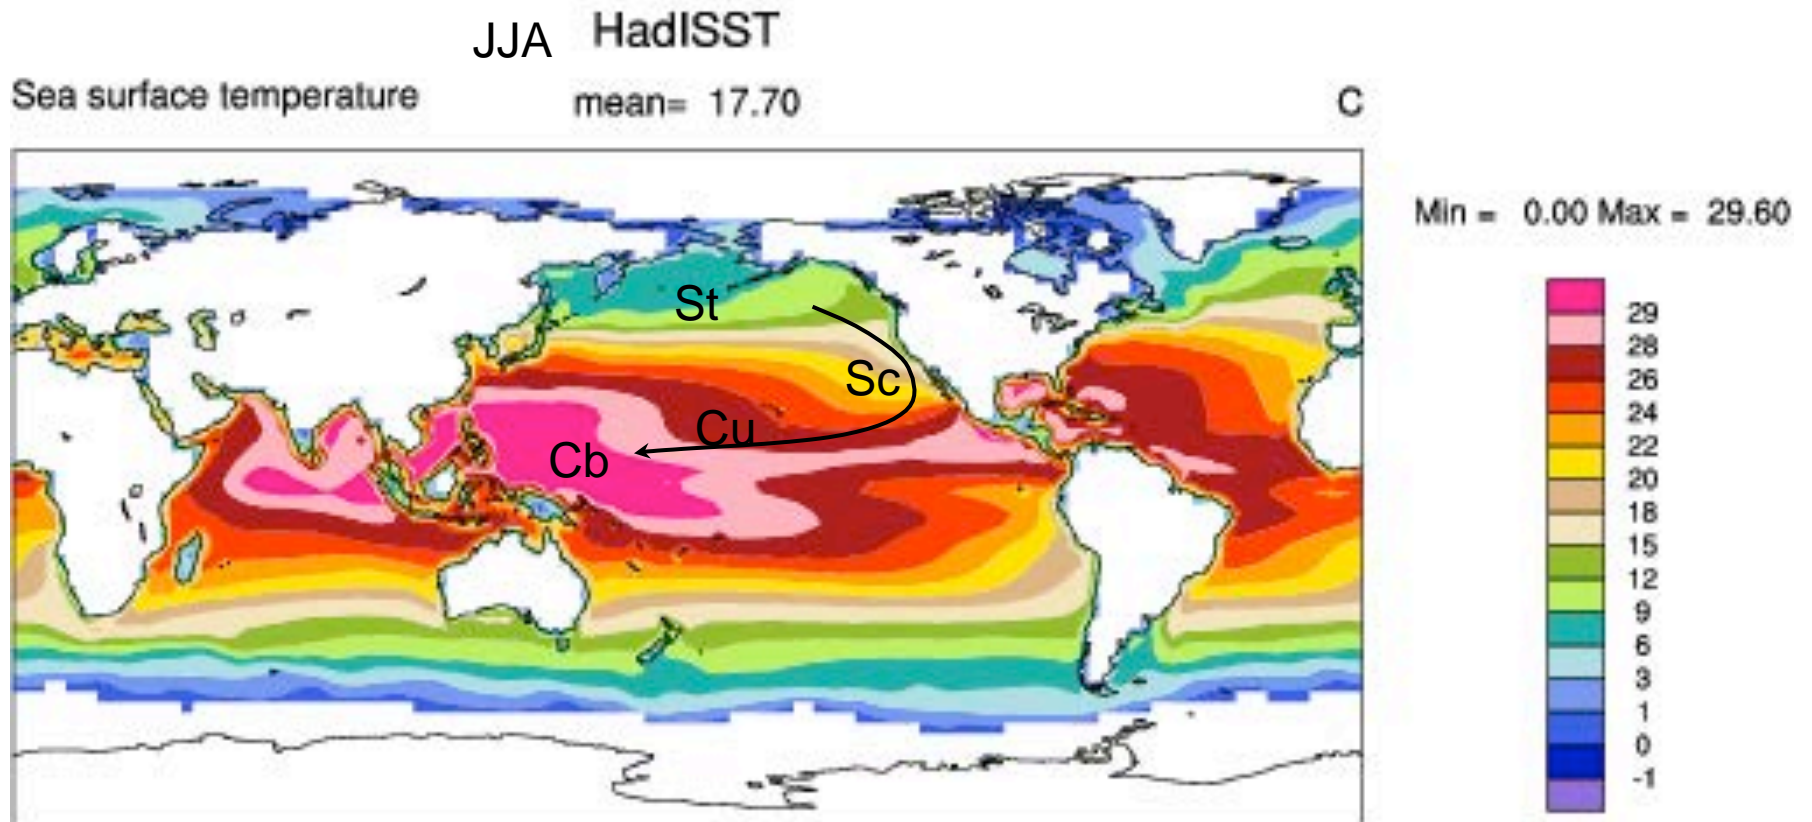 JJA HadISST
Sea surface temperature mean= 17.70 C
Min = 0.00 Max = 29.60
St
Sc
Cu
Cb
29
28
26
24
22
20
18
15
12
9
6
3
1
0
-1